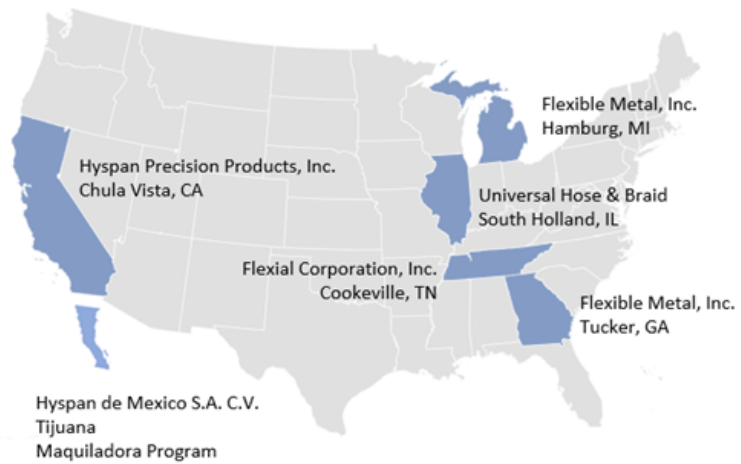 Flexible Metal, Inc.
Hamburg, MI
Hyspan Precision Products, Inc.
Chula Vista, CA
Universal Hose & Braid
South Holland, IL
Flexial Corporation, Inc.
Cookeville, TN
Flexible Metal, Inc.
Tucker, GA
Hyspan de Mexico S.A. C.V.
Tijuana
Maquiladora Program